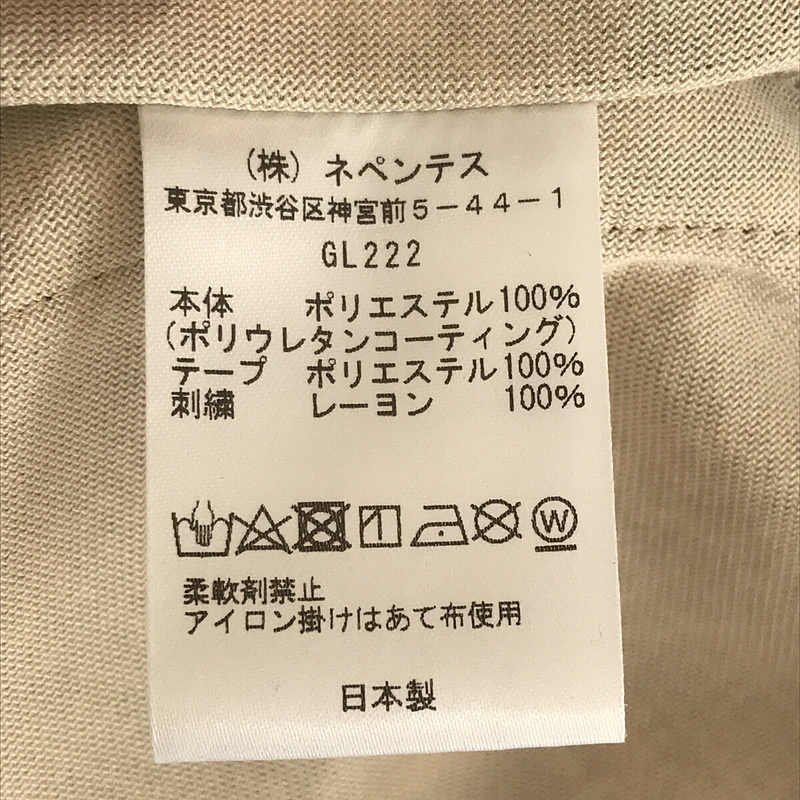 （株）ネペンテス
東京都渋谷区神宮前５－４４－１
GL222
本体 ポリエステル100%
(ポリウレタンコーティング)
テープ ポリエステル100%
刺繍 レーヨン 100%
W
柔軟剤禁止
アイロン掛けはあて布使用
日本製